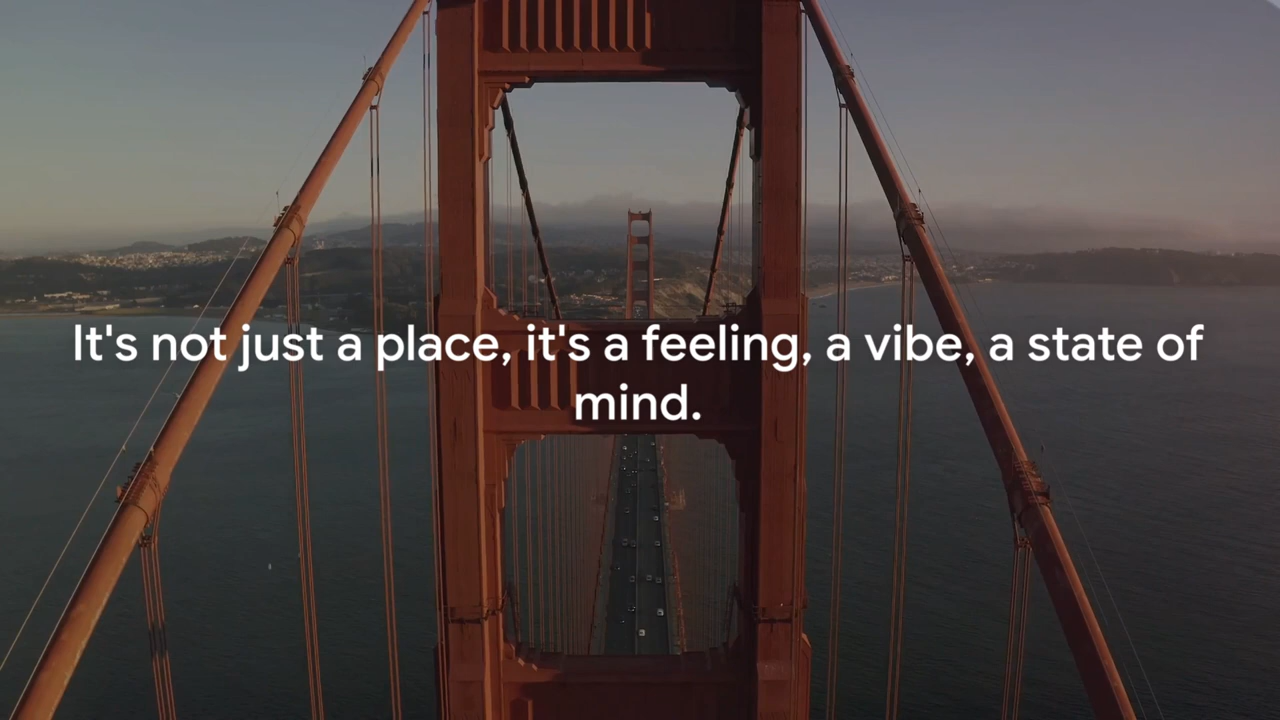 It's not just a place, it's a feeling, a vibe, a state of
mind.